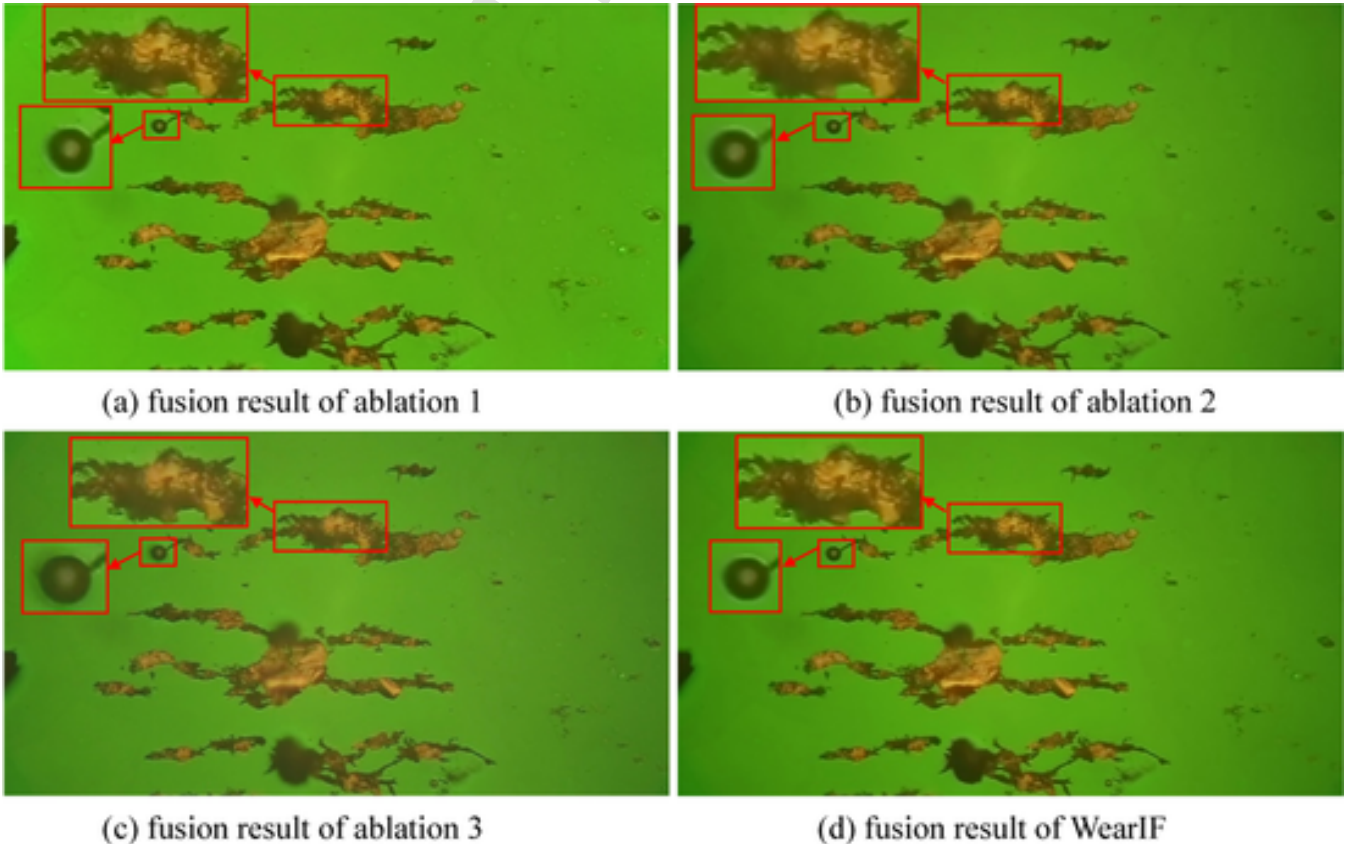 (a) fusion result of ablation 1
(b) fusion result of ablation 2
(c) fusion result of ablation 3
(d) fusion result of WearIF